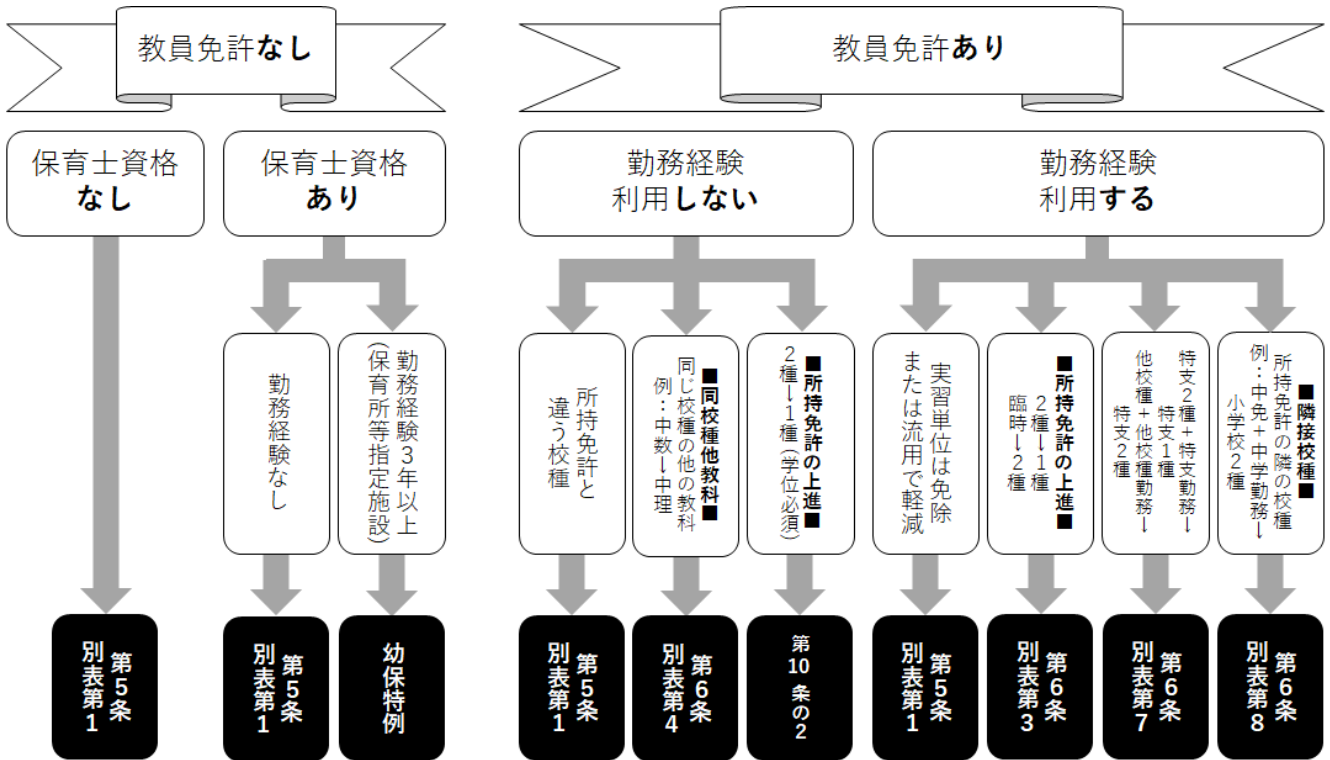 教員免許なし
教員免許あり
保育士資格
なし
保育士資格
あり
勤務経験
利用しない
勤務経験
利用する
勤務経験なし
勤務経験3年以上
(保育所等指定施設)
所持免許と
違う校種
■同校種他教科■
同じ校種の他の教科
例：中数→中理
■所持免許の上進■
2種→1種(学位必須)
実習単位は免除
または流用で軽減
■所持免許の上進■
2種→1種
臨時→2種
特支2種＋特支勤務→
特支1種
他校種＋他校種勤務→
特支2種
■隣接校種■
所持免許の隣の校種
例：中免＋中学勤務→
小学校2種
第5条
別表第1
第5条
別表第1
幼保特例
第5条
別表第1
第6条
別表第4
第10条の2
第5条
別表第1
第6条
別表第3
第6条
別表第7
第6条
別表第8